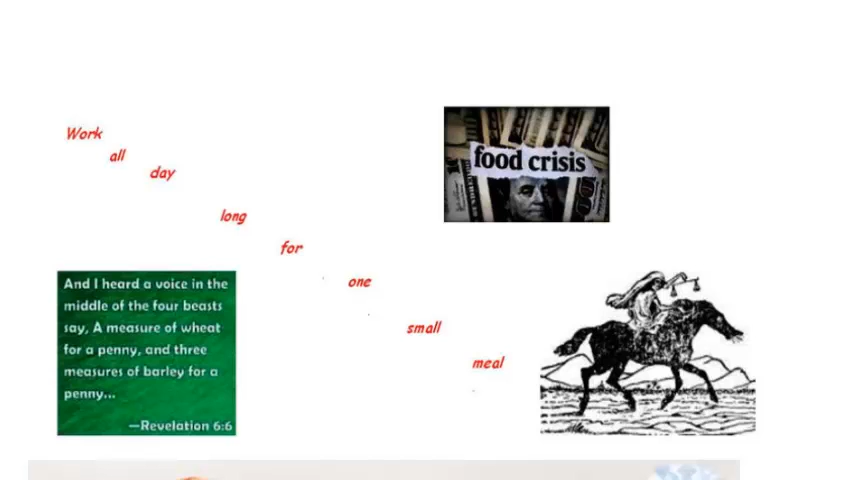 Work
all
day
long
for
one
small
meal
food crisis
And I heard a voice in the
middle of the four beasts
say, A measure of wheat
for a penny, and three
measures of barley for a
penny...
—Revelation 6:6